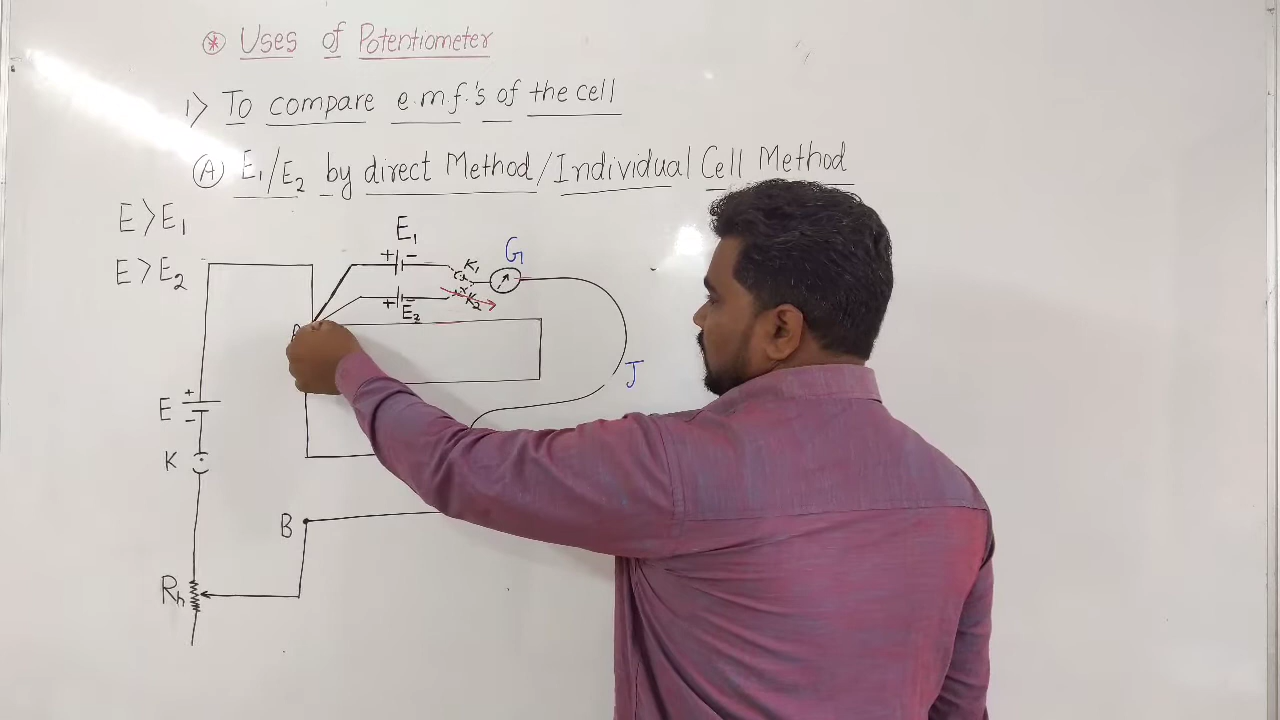 * Uses of Potentiometer
1> To compare e.m.f.'s of the cell
A E₁/E₂ by direct Method/Individual Cell Method
E>E₁
E>E₂
E₁
+ -
K₁
G
+ -
E₂
K₂
J
+
E
-
K
B
Rh